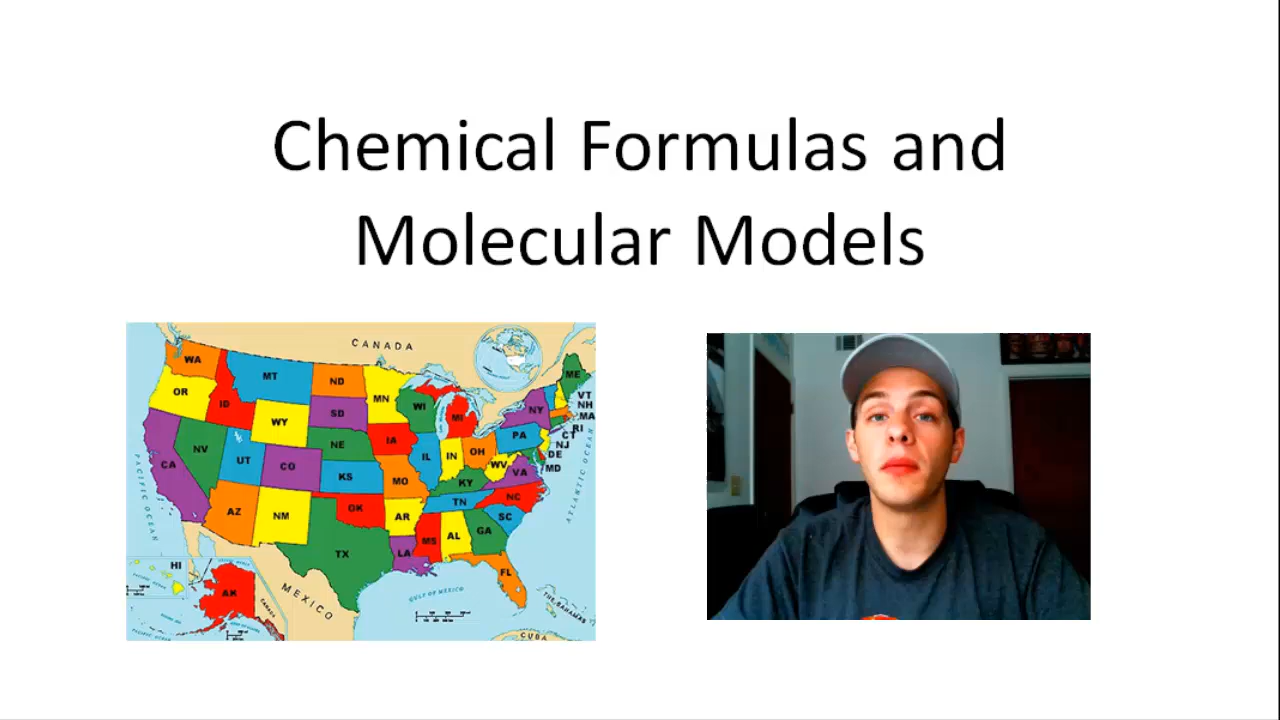 Chemical Formulas and
Molecular Models
CANADA
WA
MT
ND
MN
ME
OR
ID
WY
SD
WI
MI
NY
VT
NH
MA
RI
CT
NJ
DE
MD
NV
UT
CO
NE
IA
IL
IN
OH
PA
WV
VA
CA
KS
MO
KY
AZ
NM
OK
AR
TN
NC
SC
TX
LA
MS
AL
GA
FL
HI
AK
PACIFIC OCEAN
ATLANTIC OCEAN
MEXICO
GULF OF MEXICO
THE BAHAMAS
CUBA
CANADA